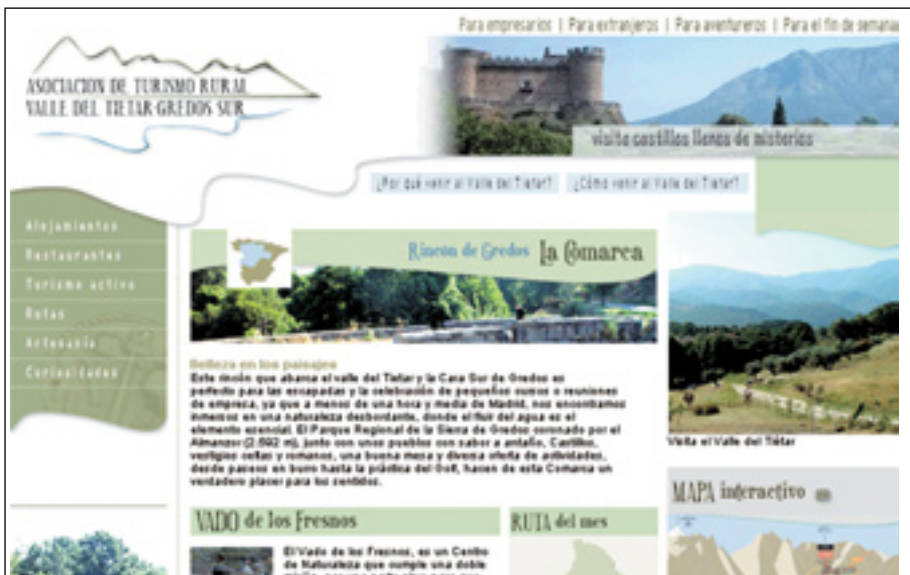 Para empresarios | Para extranjeros | Para aventureros | Para el fin de semana
ASOCIACION DE TURISMO RURAL
VALLE DEL TIETAR-GREDOS SUR
visite castillos llenos de misterios
¿Por qué venir al Valle del Tietar? ¿Cómo venir al Valle del Tietar?
Alojamientos
Restaurantes
Turismo activo
Rutas
Artesanía
Curiosidades
Rincón de Gredos La Comarca
Belleza en los paisajes
Este rincón que abarca el valle del Tietar y la Cara Sur de Gredos es
perfecto para las escapadas y la celebración de pequeños cursos o reuniones
de empresa, ya que a menos de una hora y media de Madrid, nos encontramos
inmersos en una naturaleza desbordante, donde el fluir del agua es el
elemento esencial. El Parque Regional de la Sierra de Gredos coronado por el
Almanzor (2.592 m), junto con unos pueblos con sabor a antaño, Castillos,
vestigios celtas y romanos, una buena mesa y diversa oferta de actividades,
desde paseos en burro hasta la práctica del Golf, hacen de esta Comarca un
verdadero placer para los sentidos.
Visita el Valle del Tiétar
MAPA interactivo
VADO de los Fresnos
RUTA del mes
El Vado de los Fresnos, es un Centro
de Naturaleza que cumple una doble